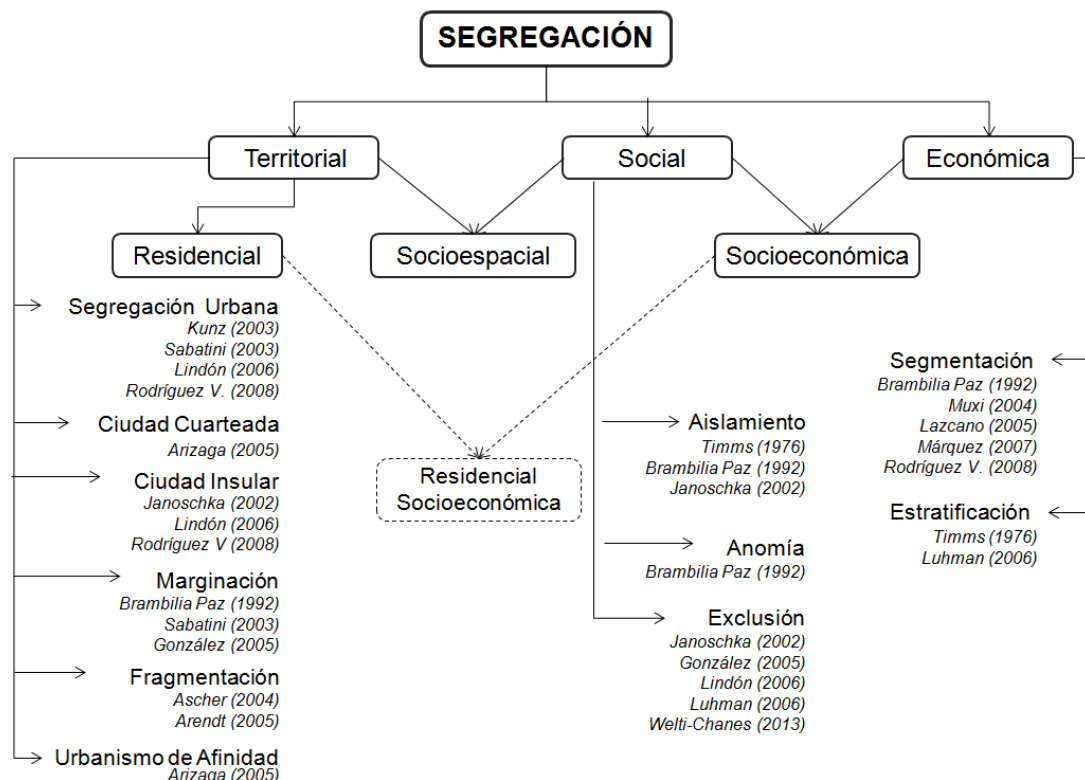 SEGREGACIÓN
Territorial
Social
Económica
Residencial
Socioespacial
Socioeconómica
Segregación Urbana
Kunz (2003)
Sabatini (2003)
Lindón (2006)
Rodríguez V. (2008)
Ciudad Cuarteada
Arizaga (2005)
Ciudad Insular
Janoschka (2002)
Lindón (2006)
Rodríguez V (2008)
Marginación
Brambilia Paz (1992)
Sabatini (2003)
González (2005)
Fragmentación
Ascher (2004)
Arendt (2005)
Urbanismo de Afinidad
Arizaga (2005)
Residencial
Socioeconómica
Aislamiento
Timms (1976)
Brambilia Paz (1992)
Janoschka (2002)
Anomía
Brambilia Paz (1992)
Exclusión
Janoschka (2002)
González (2005)
Lindón (2006)
Luhman (2006)
Welti-Chanes (2013)
Segmentación
Brambilia Paz (1992)
Muxi (2004)
Lazcano (2005)
Márquez (2007)
Rodríguez V. (2008)
Estratificación
Timms (1976)
Luhman (2006)